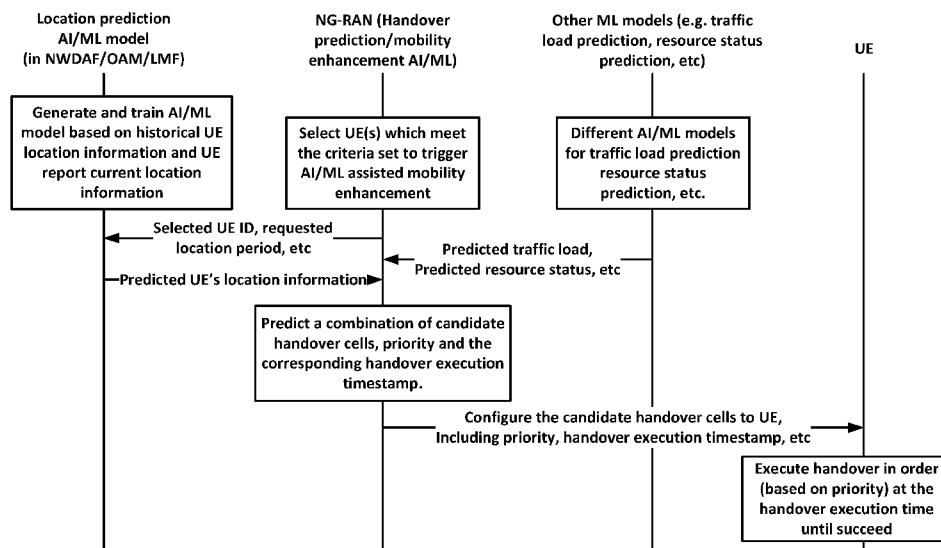 Location prediction
AI/ML model
(in NWDAF/OAM/LMF)
NG-RAN (Handover
prediction/mobility
enhancement AI/ML)
Other ML models (e.g. traffic
load prediction, resource status
prediction, etc)
UE
Generate and train AI/ML
model based on historical UE
location information and UE
report current location
information
Select UE(s) which meet
the criteria set to trigger
AI/ML assisted mobility
enhancement
Different AI/ML models
for traffic load prediction
resource status
prediction, etc.
Selected UE ID, requested
location period, etc
Predicted traffic load,
Predicted resource status, etc
Predicted UE's location information
Predict a combination of
candidate handover cells,
priority and the
corresponding handover execution
timestamp.
Configure the candidate handover cells to UE,
Including priority, handover execution timestamp, etc
Execute handover in order
(based on priority) at the
handover execution time
until succeed